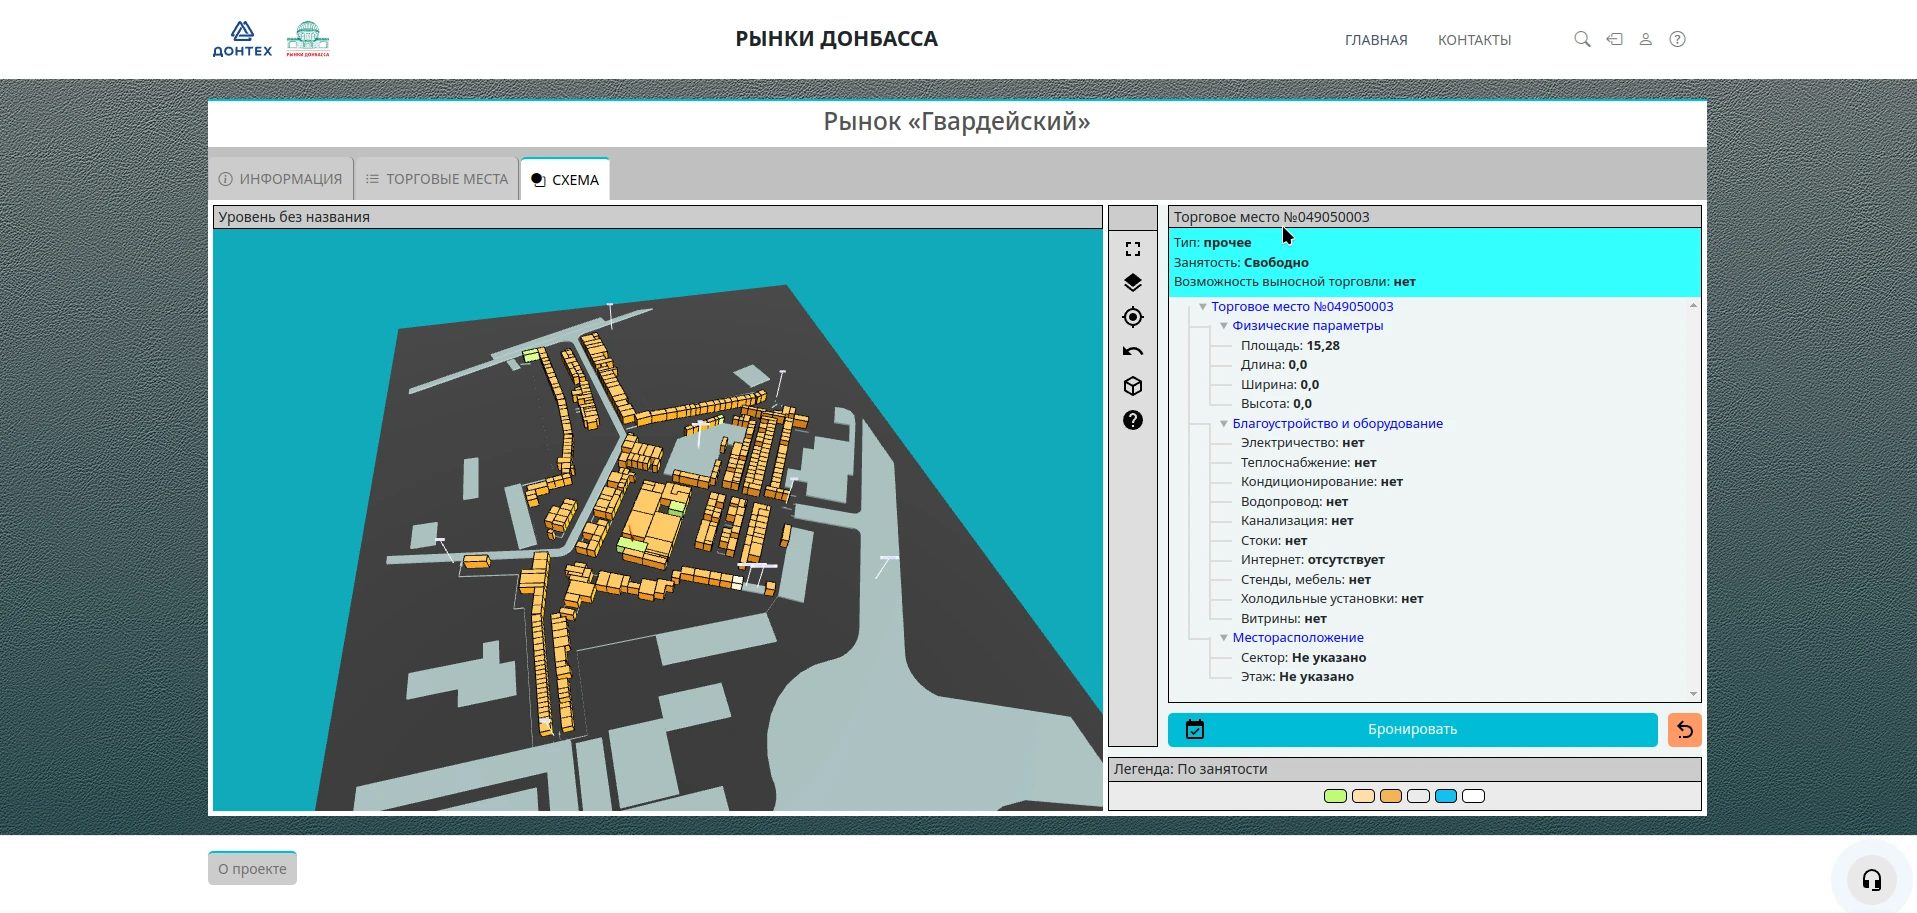 ДОНТЕХ
РЫНКИ ДОНБАССА
РЫНКИ ДОНБАССА
ГЛАВНАЯ
КОНТАКТЫ
Рынок «Гвардейский»
ИНФОРМАЦИЯ
ТОРГОВЫЕ МЕСТА
СХЕМА
Уровень без названия
Торговое место №049050003
Тип: прочее
Занятость: Свободно
Возможность выносной торговли: нет
Торговое место №049050003
Физические параметры
Площадь: 15,28
Длина: 0,0
Ширина: 0,0
Высота: 0,0
Благоустройство и оборудование
Электричество: нет
Теплоснабжение: нет
Кондиционирование: нет
Водопровод: нет
Канализация: нет
Стоки: нет
Интернет: отсутствует
Стенды, мебель: нет
Холодильные установки: нет
Витрины: нет
Месторасположение
Сектор: Не указано
Этаж: Не указано
Бронировать
Легенда: По занятости
О проекте